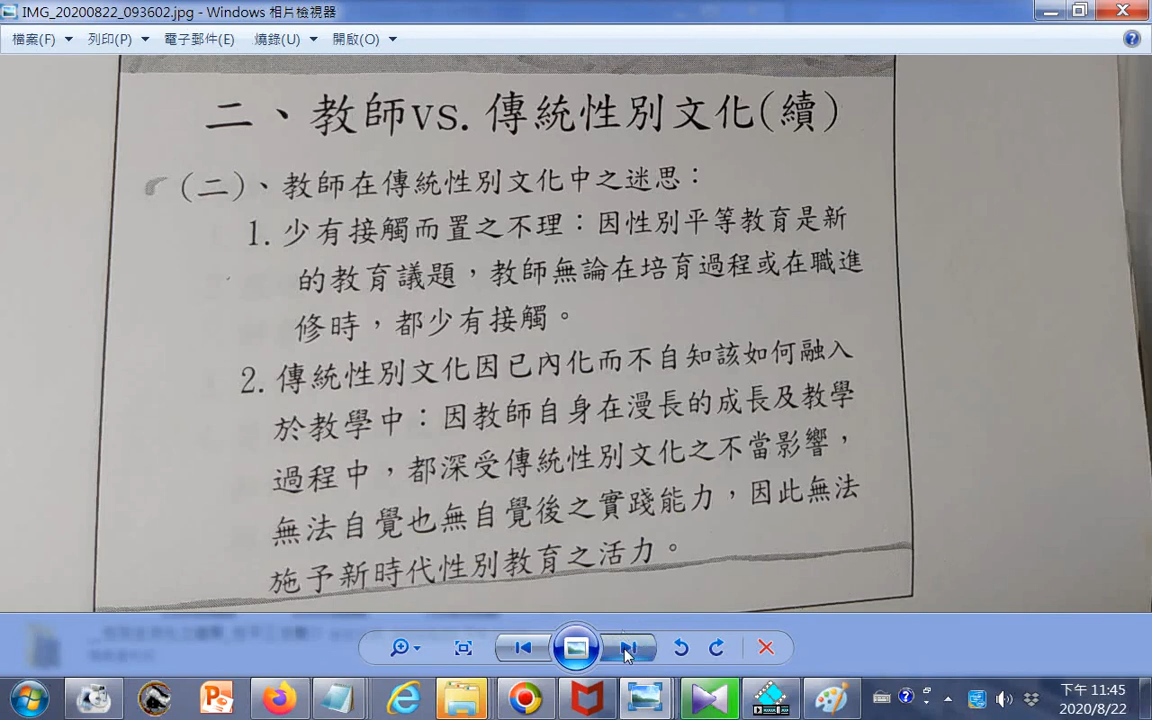 IMG_20200822_093602.jpg - Windows 相片檢視器
檔案(F) 列印(P) 電子郵件(E) 燒錄(U) 開啟(O)
二、教師vs.傳統性別文化(續)
(二)、教師在傳統性別文化中之迷思：
1. 少有接觸而置之不理：因性別平等教育是新
的教育議題，教師無論在培育過程或在職進
修時，都少有接觸。
2. 傳統性別文化因已內化而不自知該如何融入
於教學中：因教師自身在漫長的成長及教學
過程中，都深受傳統性別文化之不當影響，
無法自覺也無自覺後之實踐能力，因此無法
施予新時代性別教育之活力。
下午 11:45
2020/8/22